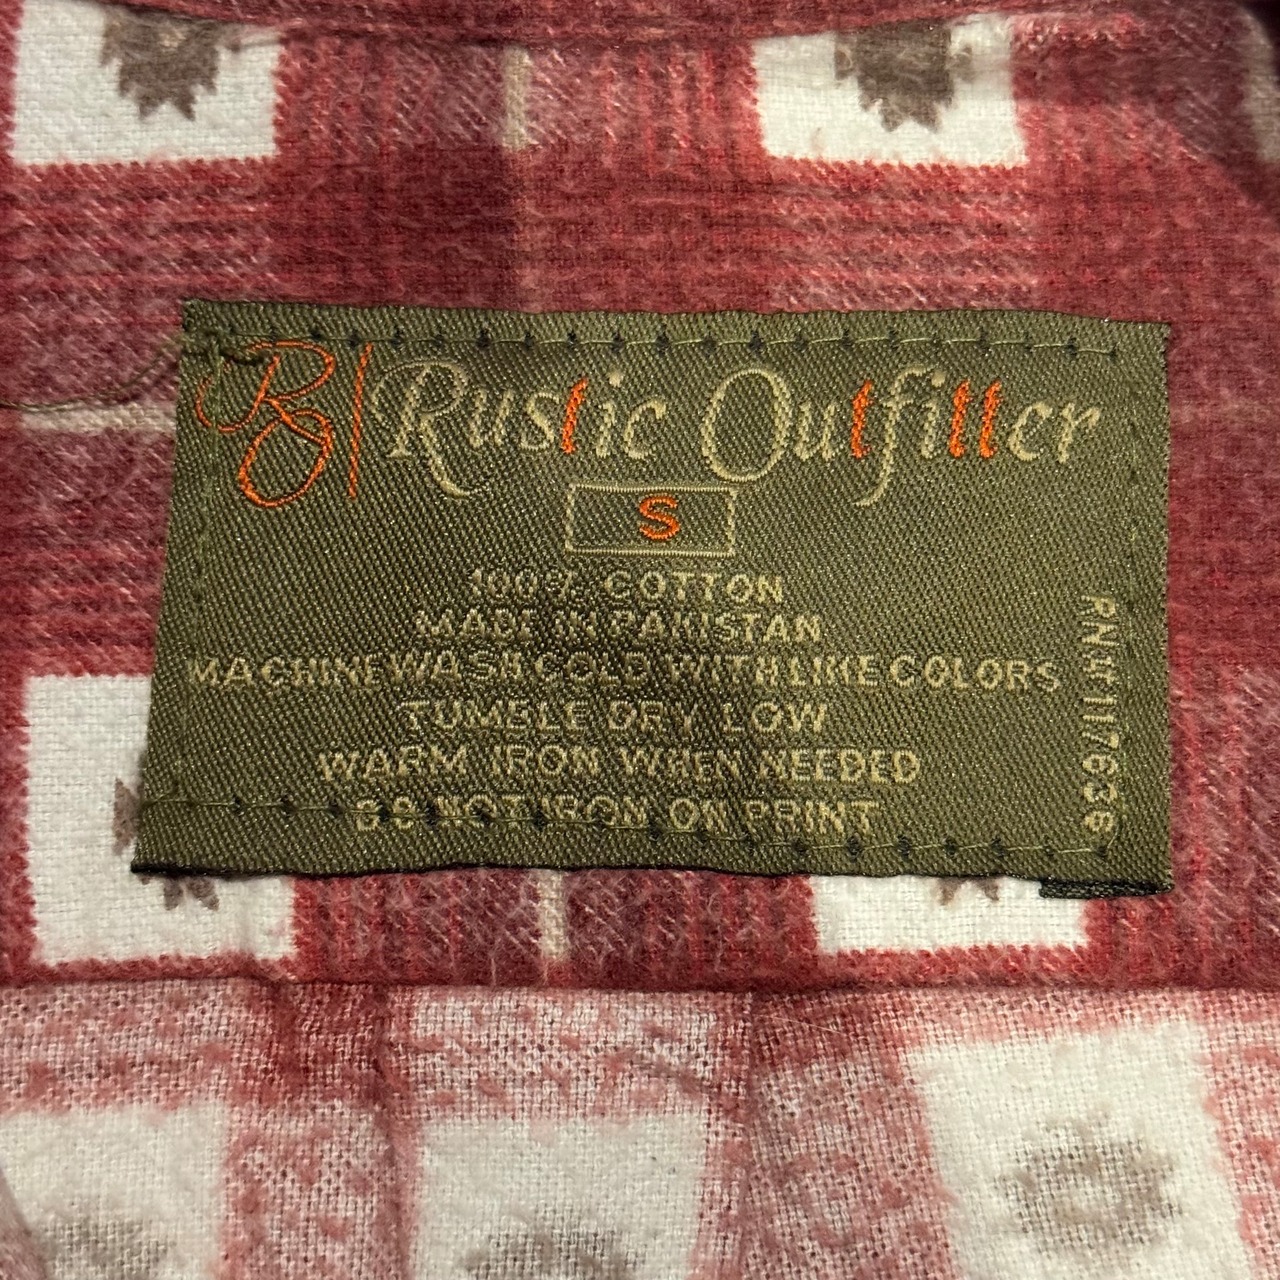 RO| Rustic Outfitter
S
100% COTTON
MADE IN PAKISTAN
MACHINE WASH COLD WITH LIKE COLORS
TUMBLE DRY LOW
WARM IRON WHEN NEEDED
DO NOT IRON ON PRINT
RN# 117636